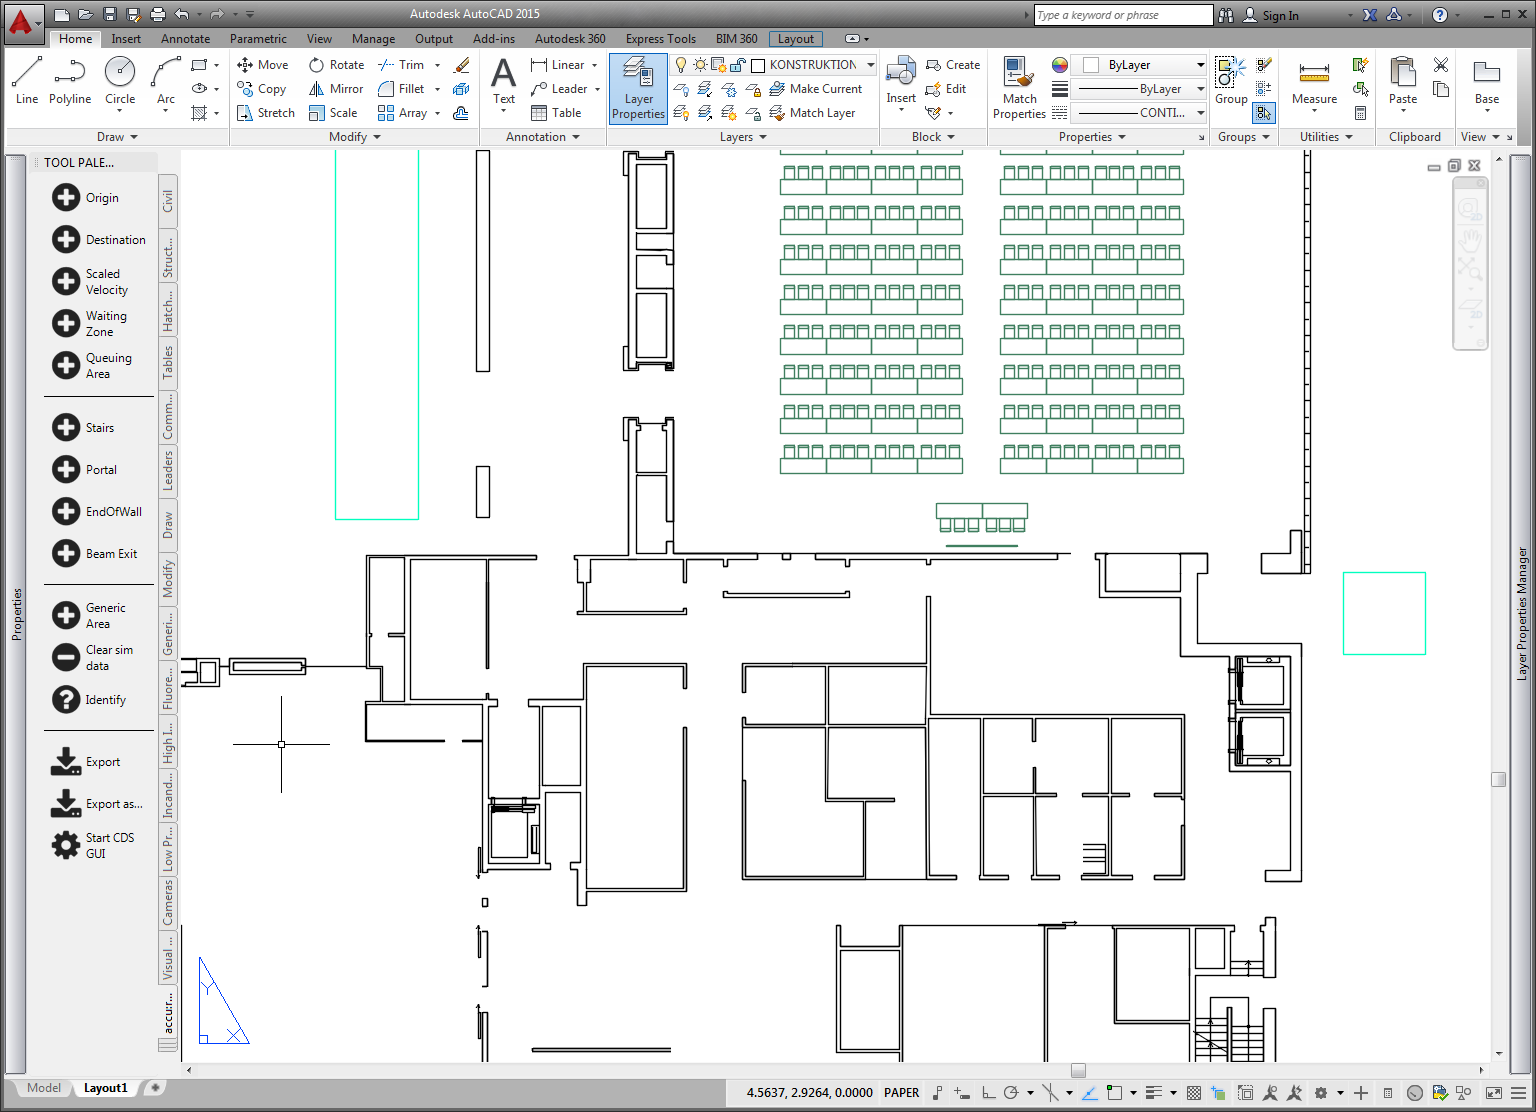 Autodesk AutoCAD 2015
Type a keyword or phrase
Sign In
Home Insert Annotate Parametric View Manage Output Add-ins Autodesk 360 Express Tools BIM 360 Layout
Line
Polyline
Circle
Arc
Draw
Move
Rotate
Trim
Copy
Mirror
Fillet
Stretch
Scale
Array
Modify
Text
Linear
Leader
Table
Annotation
Layer
Properties
KONSTRUKTION
Make Current
Match Layer
Layers
Insert
Create
Edit
Block
Match
Properties
ByLayer
ByLayer
CONTI...
Properties
Group
Groups
Measure
Utilities
Paste
Clipboard
Base
View
Properties
TOOL PALE...
Origin
Destination
Scaled
Velocity
Waiting
Zone
Queuing
Area
Stairs
Portal
EndOfWall
Beam Exit
Generic
Area
Clear sim
data
Identify
Export
Export as...
Start CDS
GUI
Civil
Struct...
Hatch...
Tables
Comm...
Leaders
Draw
Modify
Generi...
Fluore...
High I...
Incand...
Low Pr...
Cameras
Visual ...
accu:r...
2D
2D
Layer Properties Manager
Y
X
Model
Layout1
4.5637, 2.9264, 0.0000 PAPER